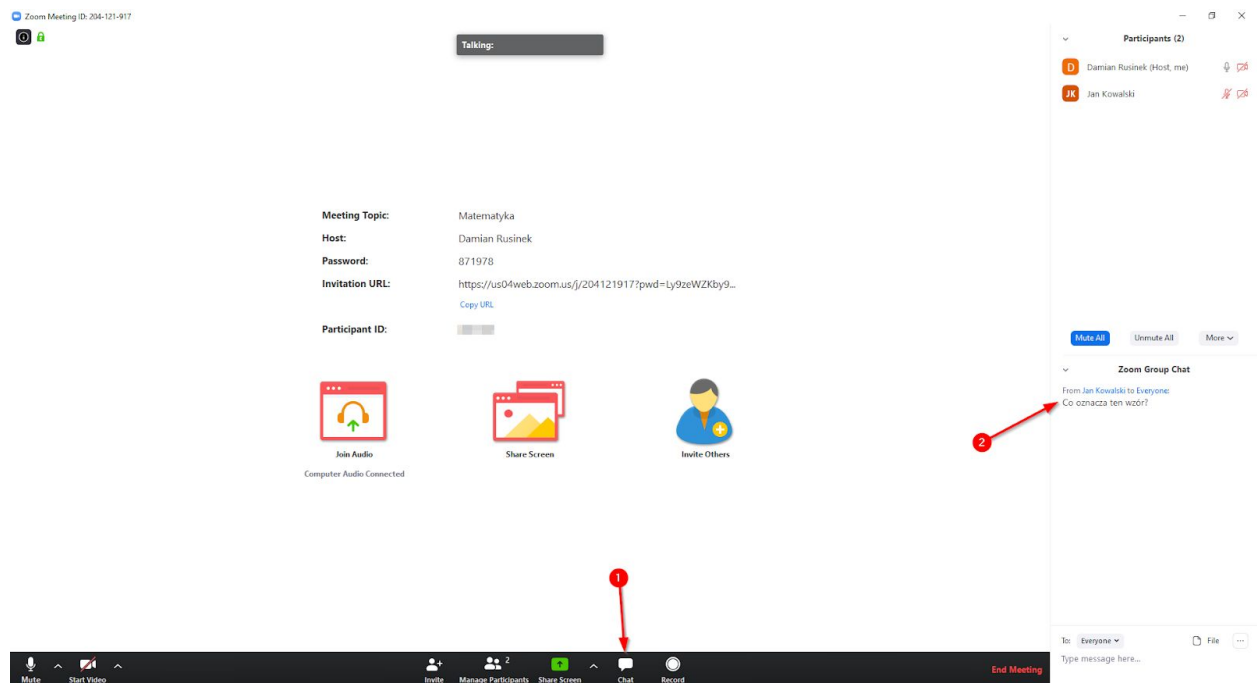 Zoom Meeting ID: 204-121-917
Talking:
Participants (2)
D Damian Rusinek (Host, me)
JK Jan Kowalski
Meeting Topic: Matematyka
Host: Damian Rusinek
Password: 871978
Invitation URL: https://us04web.zoom.us/j/204121917?pwd=Ly9zeWZKby9...
Copy URL
Participant ID:
Mute All Unmute All More
Zoom Group Chat
From Jan Kowalski to Everyone:
Co oznacza ten wzór?
2
Join Audio Share Screen Invite Others
Computer Audio Connected
1
To: Everyone File ...
Type message here...
2
Mute Start Video Invite Manage Participants Share Screen Chat Record End Meeting